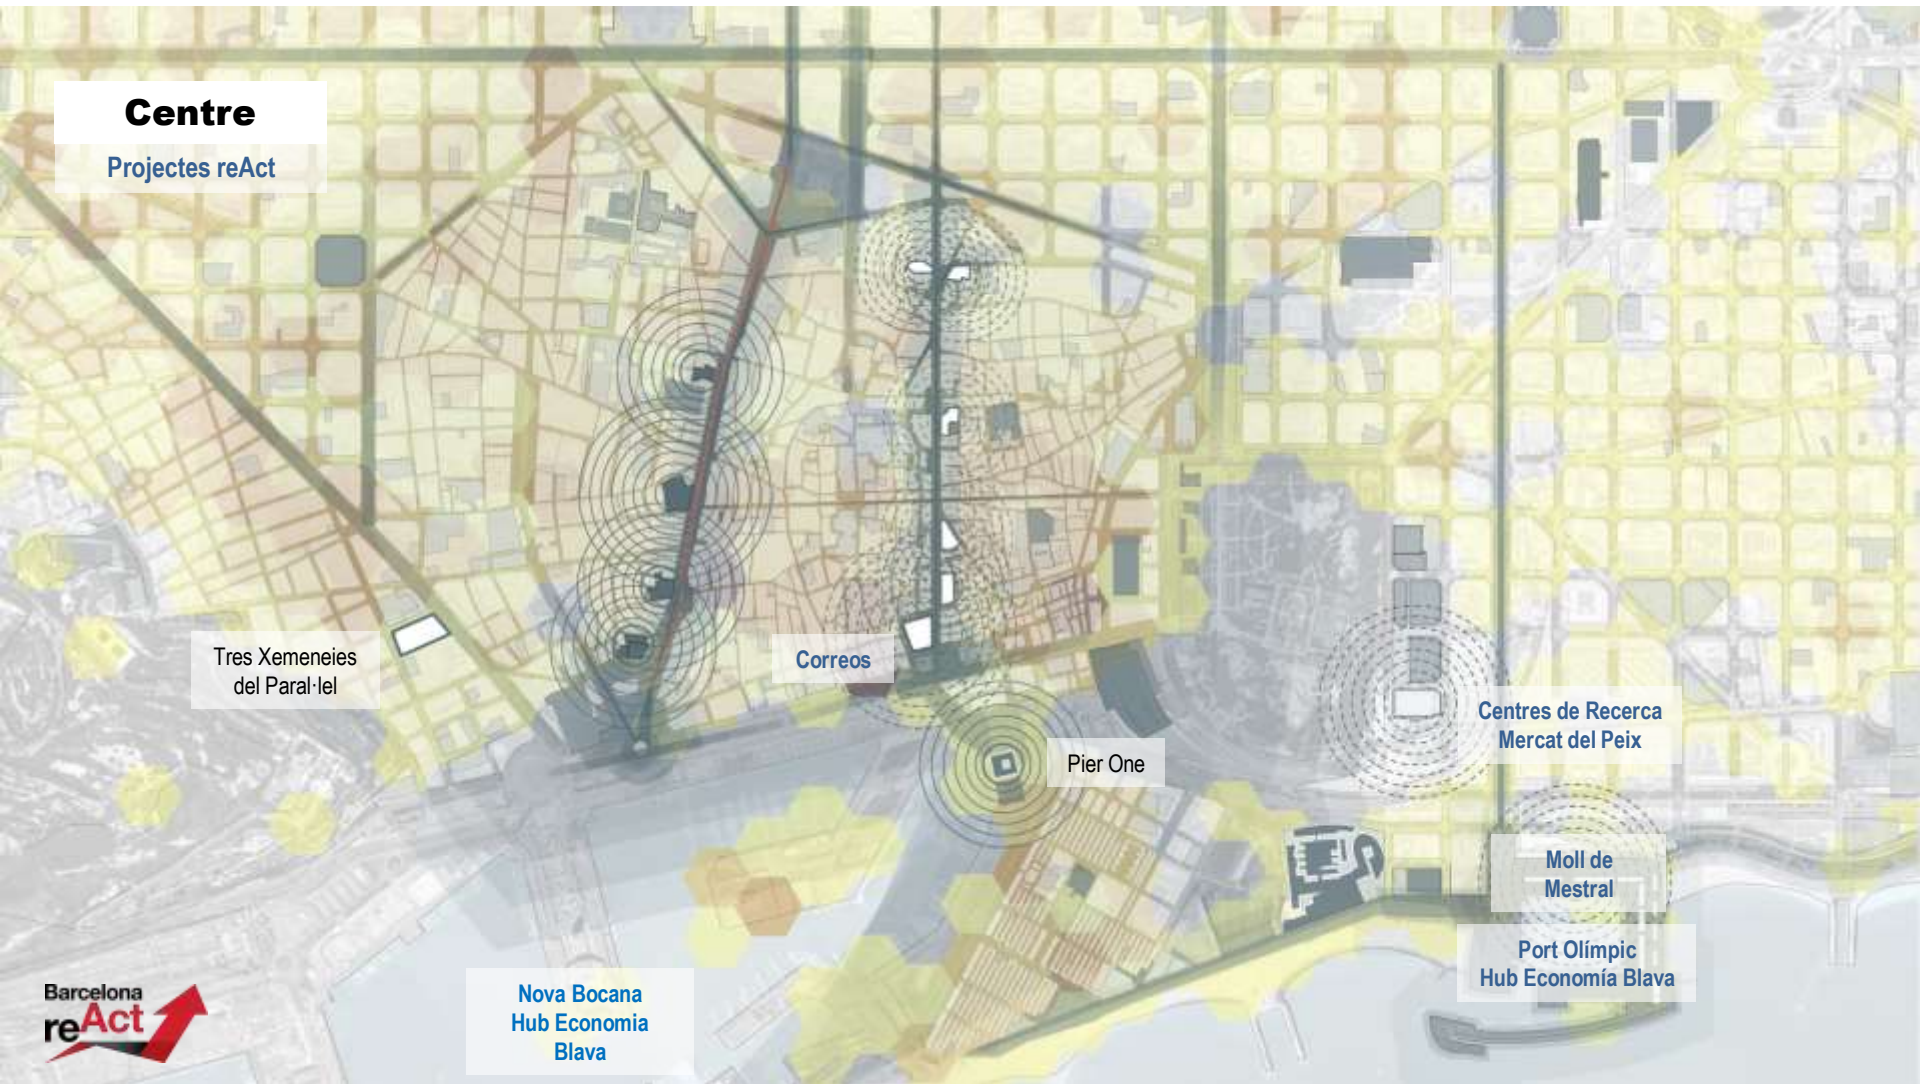 Centre
Projectes reAct
Tres Xemeneies
del Paral·lel
Correos
Pier One
Centres de Recerca
Mercat del Peix
Moll de
Mestral
Port Olímpic
Hub Economía Blava
Nova Bocana
Hub Economia
Blava
Barcelona
reAct